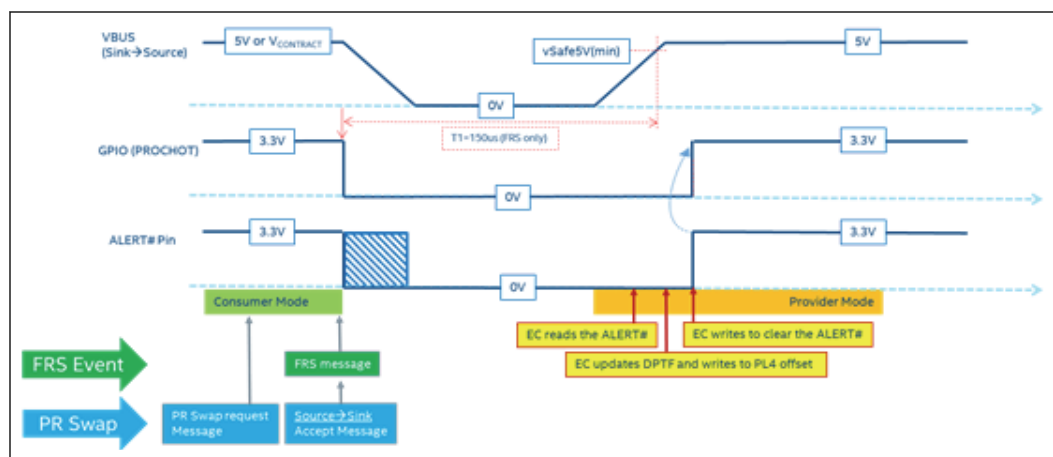 VBUS
(Sink→Source)
5V or VCONTRACT
vSafe5V(min)
5V
0V
T1=150us (FRS only)
GPIO (PROCHOT)
3.3V
3.3V
0V
ALERT# Pin
3.3V
3.3V
0V
Consumer Mode
Provider Mode
EC reads the ALERT#
EC writes to clear the ALERT#
FRS Event
FRS message
EC updates DPTF and writes to PL4 offset
PR Swap
PR Swap request
Message
Source→Sink
Accept Message